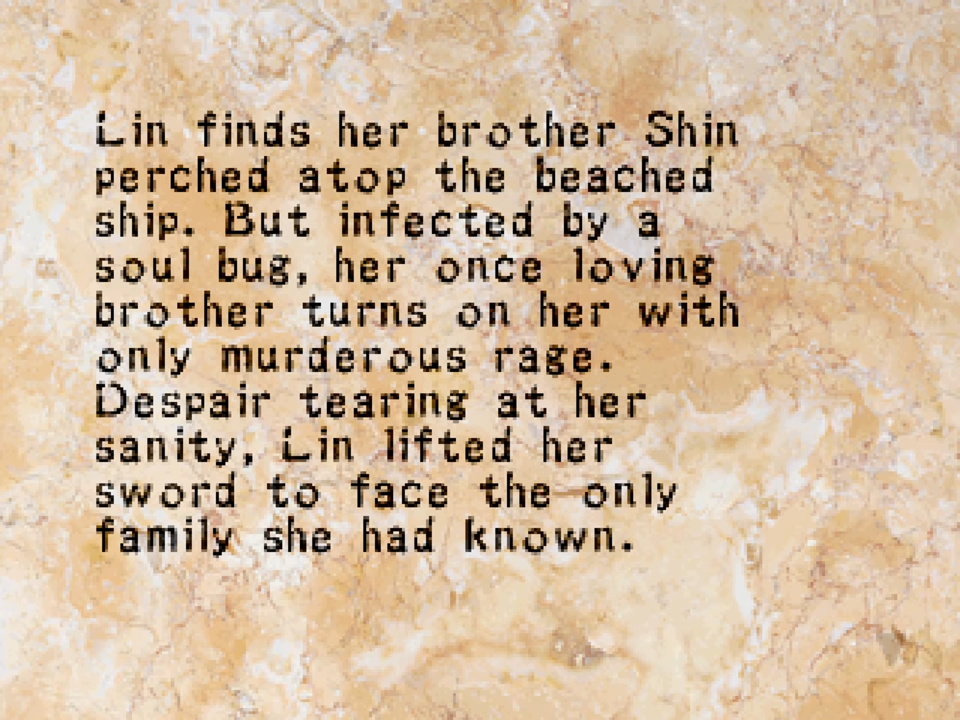 Lin finds her brother Shin
perched atop the beached
ship. But infected by a
soul bug, her once loving
brother turns on her with
only murderous rage.
Despair tearing at her
sanity, Lin lifted her
sword to face the only
family she had known.